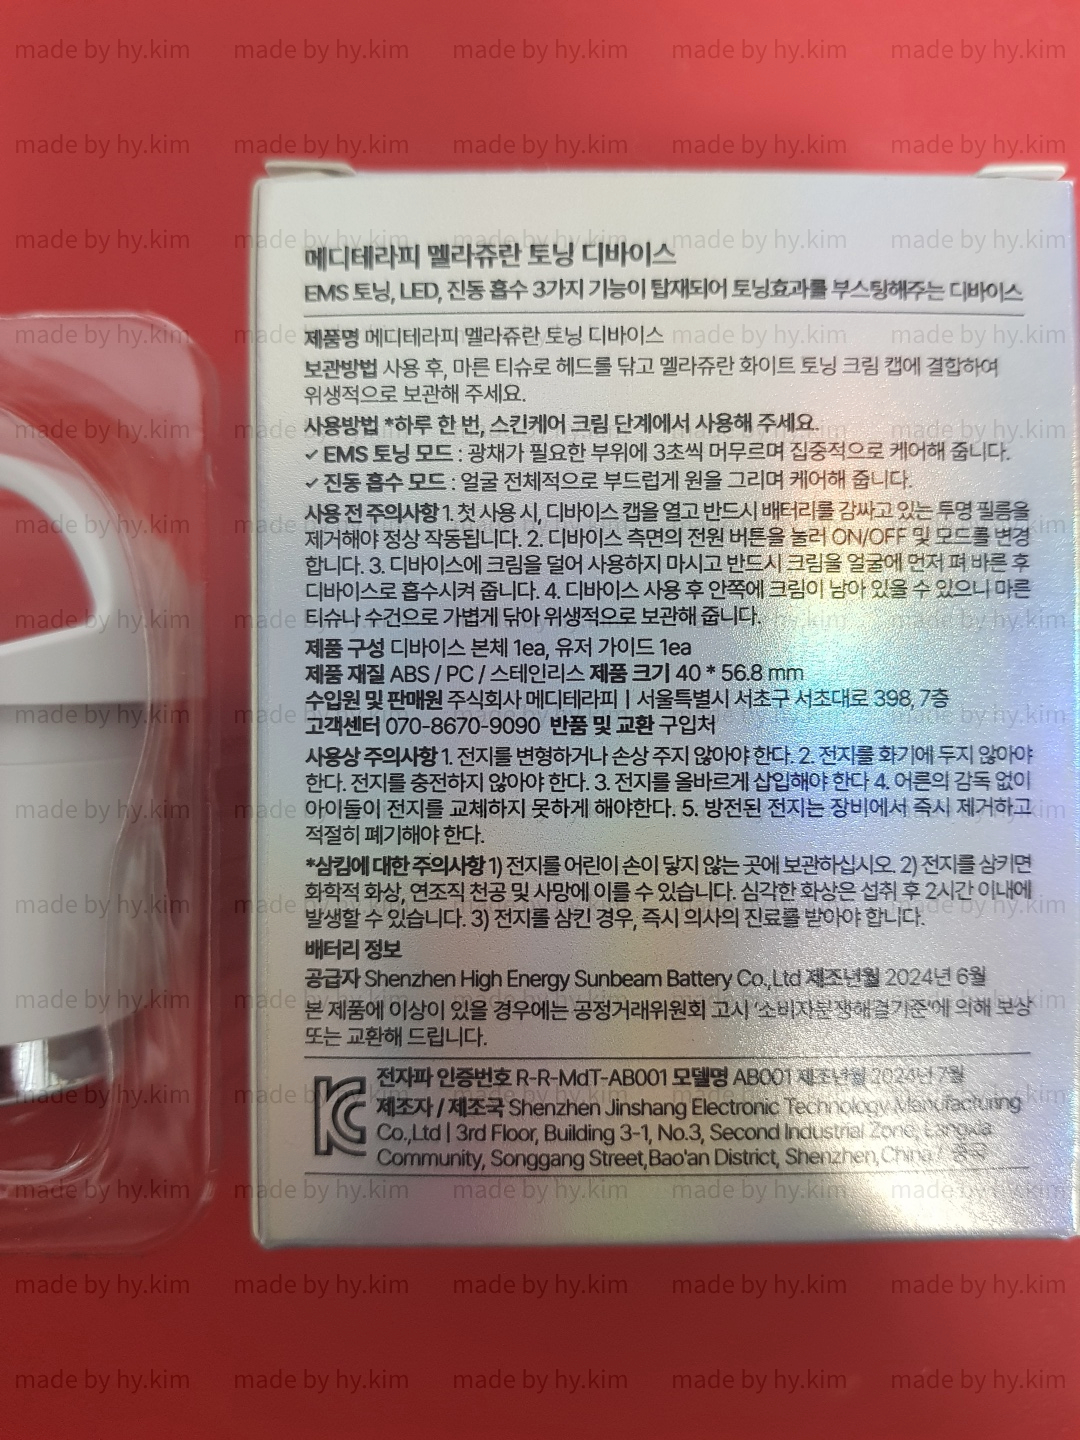 메디테라피 멜라쥬란 토닝 디바이스
EMS 토닝, LED, 진동 흡수 3가지 기능이 탑재되어 토닝효과를 부스팅해주는 디바이스
제품명 메디테라피 멜라쥬란 토닝 디바이스
보관방법 사용 후, 마른 티슈로 헤드를 닦고 멜라쥬란 화이트 토닝 크림 캡에 결합하여
위생적으로 보관해 주세요.
사용방법 *하루 한 번, 스킨케어 크림 단계에서 사용해 주세요.
✓ EMS 토닝 모드 : 광채가 필요한 부위에 3초씩 머무르며 집중적으로 케어해 줍니다.
✓ 진동 흡수 모드 : 얼굴 전체적으로 부드럽게 원을 그리며 케어해 줍니다.
사용 전 주의사항 1. 첫 사용 시, 디바이스 캡을 열고 반드시 배터리를 감싸고 있는 투명 필름을
제거해야 정상 작동됩니다. 2. 디바이스 측면의 전원 버튼을 눌러 ON/OFF 및 모드를 변경
합니다. 3. 디바이스에 크림을 덜어 사용하지 마시고 반드시 크림을 얼굴에 먼저 펴 바른 후
디바이스로 흡수시켜 줍니다. 4. 디바이스 사용 후 안쪽에 크림이 남아 있을 수 있으니 마른
티슈나 수건으로 가볍게 닦아 위생적으로 보관해 줍니다.
제품 구성 디바이스 본체 1ea, 유저 가이드 1ea
제품 재질 ABS / PC / 스테인리스 제품 크기 40 * 56.8 mm
수입원 및 판매원 주식회사 메디테라피 | 서울특별시 서초구 서초대로 398, 7층
고객센터 070-8670-9090 반품 및 교환 구입처
사용상 주의사항 1. 전지를 변형하거나 손상 주지 않아야 한다. 2. 전지를 화기에 두지 않아야
한다. 전지를 충전하지 않아야 한다. 3. 전지를 올바르게 삽입해야 한다 4. 어른의 감독 없이
아이들이 전지를 교체하지 못하게 해야한다. 5. 방전된 전지는 장비에서 즉시 제거하고
적절히 폐기해야 한다.
*삼킴에 대한 주의사항 1) 전지를 어린이 손이 닿지 않는 곳에 보관하십시오. 2) 전지를 삼키면
화학적 화상, 연조직 천공 및 사망에 이를 수 있습니다. 심각한 화상은 섭취 후 2시간 이내에
발생할 수 있습니다. 3) 전지를 삼킨 경우, 즉시 의사의 진료를 받아야 합니다.
배터리 정보
공급자 Shenzhen High Energy Sunbeam Battery Co.,Ltd 제조년월 2024년 6월
본 제품에 이상이 있을 경우에는 공정거래위원회 고시 '소비자분쟁해결기준'에 의해 보상
또는 교환해 드립니다.
전자파 인증번호 R-R-MdT-AB001 모델명 AB001 제조년월 2024년 7월
제조자 / 제조국 Shenzhen Jinshang Electronic Technology Manufacturing
Co.,Ltd | 3rd Floor, Building 3-1, No.3, Second Industrial Zone, Langxia
Community, Songgang Street,Bao'an District, Shenzhen,China / 중국
made by hy.kim